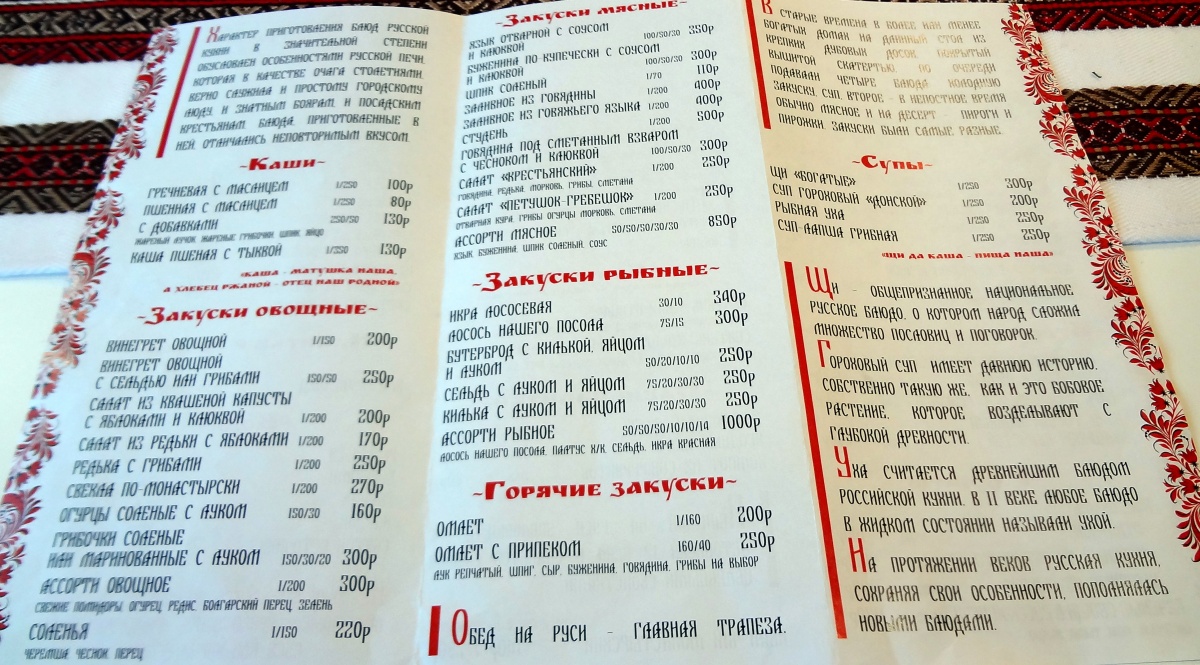 Характер приготовления блюд русской
кухни в значительной степени
обусловлен особенностями русской печи,
которая в качестве очага столетиями
верно служила и простому городскому
люду, и знатным боярам, и посадским
крестьянам. Блюда, приготовленные в
ней, отличались неповторимым вкусом.
~Каши~
Гречневая с маслицем 1/250 100р
Пшенная с маслицем 1/250 80р
с добавками 250/50 130р
жареный лучок, жареные грибочки, шпик, яйцо
Каша пшеная с тыквой 1/350 130р
«Каша - матушка наша,
а хлебец ржаной - отец наш родной»
~Закуски овощные~
Винегрет овощной 1/150 200р
Винегрет овощной
с сельдью или грибами 150/50 250р
Салат из квашеной капусты
с яблоками и клюквой 1/200 200р
Салат из редьки с яблоками 1/200 170р
Редька с грибами 1/200 250р
Свекла по-монастырски 1/200 270р
Огурцы соленые с луком 150/30 160р
Грибочки соленые
или маринованные с луком 150/30/20 300р
Ассорти овощное 1/200 300р
свежие помидоры, огурец, редис, болгарский перец, зелень
Соленья 1/150 220р
черемша, чеснок, перец
~Закуски мясные~
Язык отварной с соусом
и клюквой 100/50/30 350р
Буженина по-купечески с соусом
и клюквой 100/50/30 300р
Шпик соленый 1/70 110р
Заливное из говядины 1/200 400р
Заливное из говяжьего языка 1/200 400р
Студень 1/200 300р
Говядина под сметанным взваром
с чесноком и клюквой 100/50/30 300р
Салат «Крестьянский» 1/200 250р
говядина, редька, морковь, грибы, сметана
Салат «Петушок-гребешок» 1/200 250р
отварная кура, грибы, огурцы, морковь, сметана
Ассорти мясное 50/50/50/30/30 850р
язык, буженина, шпик соленый, соус
~Закуски рыбные~
Икра лососевая 30/10 340р
Лосось нашего посола 75/15 300р
Бутерброд с килькой, яйцом
и луком 50/20/10/10 250р
Сельдь с луком и яйцом 75/20/30/30 250р
Килька с луком и яйцом 75/20/30/30 250р
Ассорти рыбное 50/50/50/10/10/14 1000р
лосось нашего посола, палтус х/к, сельдь, икра красная
~Горячие закуски~
Омлет 1/160 200р
Омлет с припеком 160/40 250р
лук репчатый, шпиг, сыр, буженина, говядина, грибы на выбор
Обед на Руси - главная трапеза.
В старые времена в более или менее
богатых домах на длинный стол из
крепких дубовых досок, покрытый
вышитой скатертью, по очереди
подавали четыре блюда: холодную
закуску, суп, второе - в непостное время
обычно мясное и на десерт - пироги и
пирожки. Закуски были самые разные.
~Супы~
Щи «Богатые» 1/250 300р
Суп гороховый «Донской» 1/250 200р
Рыбная уха 1/250 250р
Суп-лапша грибная 1/250 250р
«Щи да каша - пища наша»
Щи - общепризнанное национальное
русское блюдо, о котором народ сложил
множество пословиц и поговорок.
Гороховый суп имеет давнюю историю,
собственно такую же, как и это бобовое
растение, которое возделывают с
глубокой древности.
Уха считается древнейшим блюдом
российской кухни. В 11 веке любое блюдо
в жидком состоянии называли ухой.
На протяжении веков русская кухня,
сохраняя свои особенности, пополнялась
новыми блюдами.